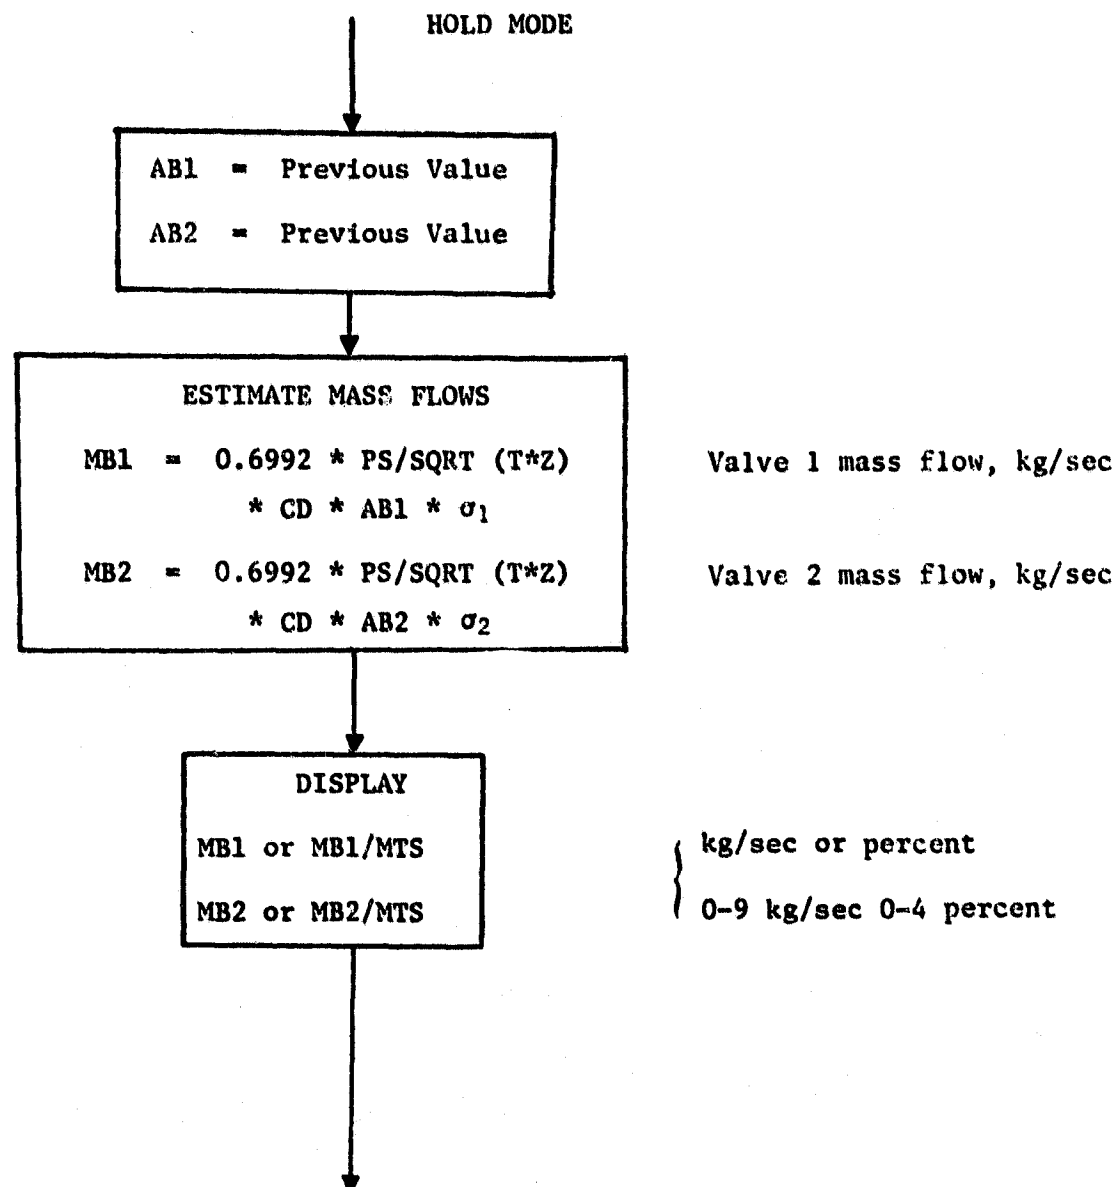 HOLD MODE
AB1 = Previous Value
AB2 = Previous Value
ESTIMATE MASS FLOWS
MB1 = 0.6992 * PS/SQRT (T*Z)
* CD * AB1 * σ1
Valve 1 mass flow, kg/sec
MB2 = 0.6992 * PS/SQRT (T*Z)
* CD * AB2 * σ2
Valve 2 mass flow, kg/sec
DISPLAY
MB1 or MB1/MTS
MB2 or MB2/MTS
kg/sec or percent
0-9 kg/sec 0-4 percent